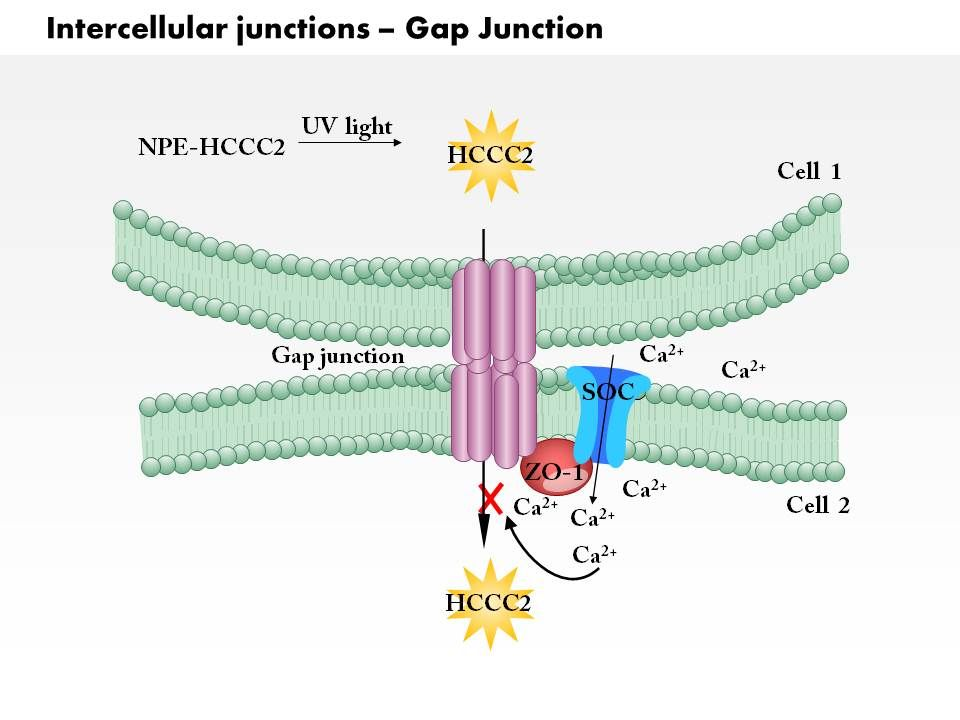 Intercellular junctions – Gap Junction
UV light
NPE-HCCC2
HCCC2
Cell 1
Gap junction
Ca2+
Ca2+
SOC
ZO-1
Ca2+
Ca2+
Ca2+
Cell 2
Ca2+
HCCC2